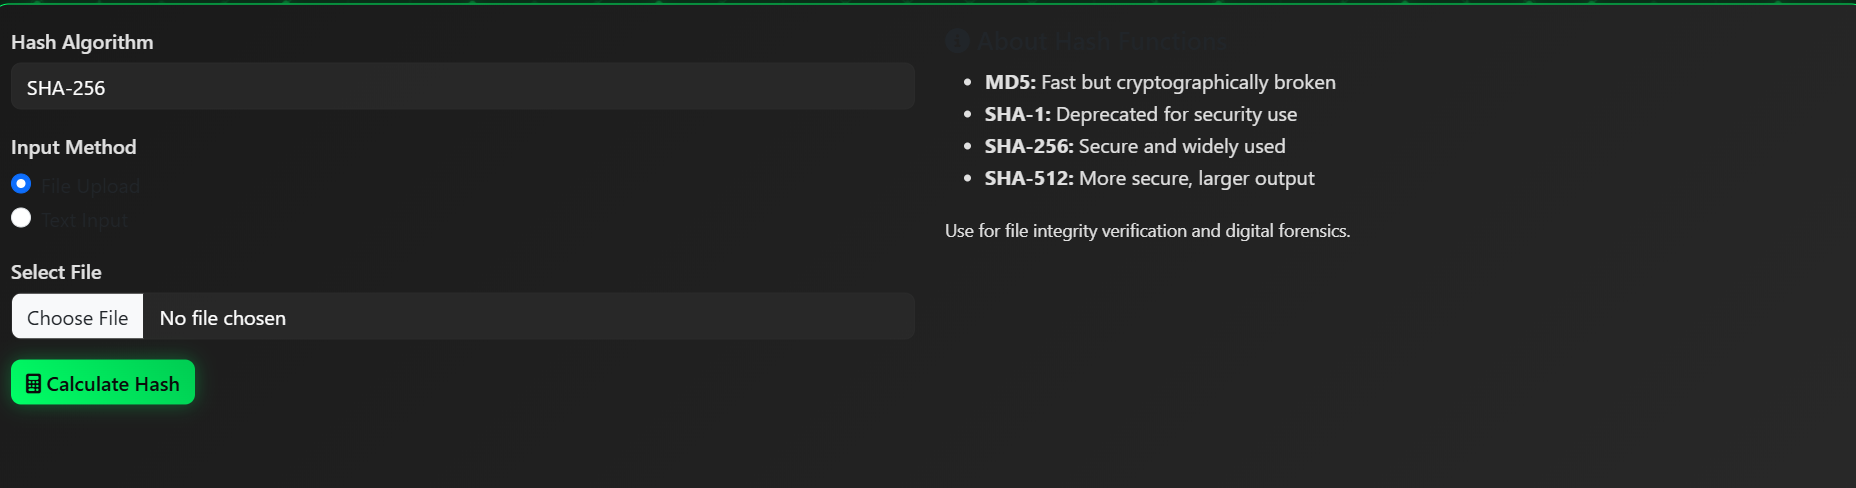 Hash Algorithm
SHA-256
Input Method
File Upload
Text Input
Select File
Choose File No file chosen
Calculate Hash
About Hash Functions
MD5: Fast but cryptographically broken
SHA-1: Deprecated for security use
SHA-256: Secure and widely used
SHA-512: More secure, larger output
Use for file integrity verification and digital forensics.